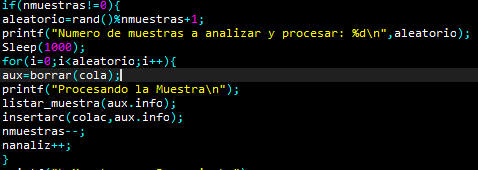 if(nmuestras!=0){
aleatorio=rand()%nmuestras+1;
printf("Numero de muestras a analizar y procesar: %d\n",aleatorio);
Sleep(1000);
for(i=0;i<aleatorio;i++){
aux=borrar(cola);
printf("Procesando la Muestra\n");
listar_muestra(aux.info);
insertarc(colac,aux.info);
nmuestras--;
nanaliz++;
}